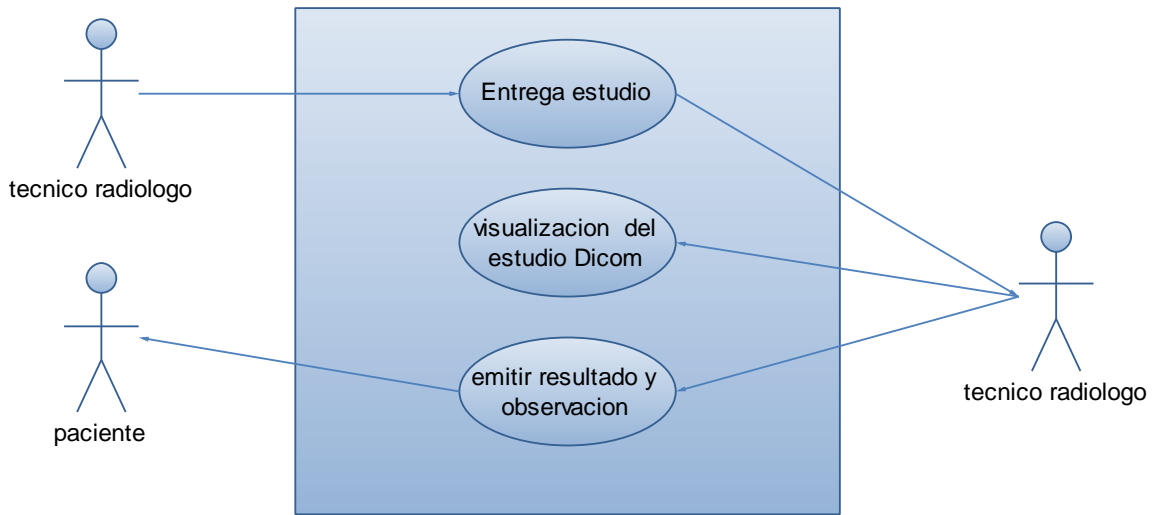 Entrega estudio
tecnico radiologo
visualizacion del
estudio Dicom
emitir resultado y
observacion
paciente
tecnico radiologo